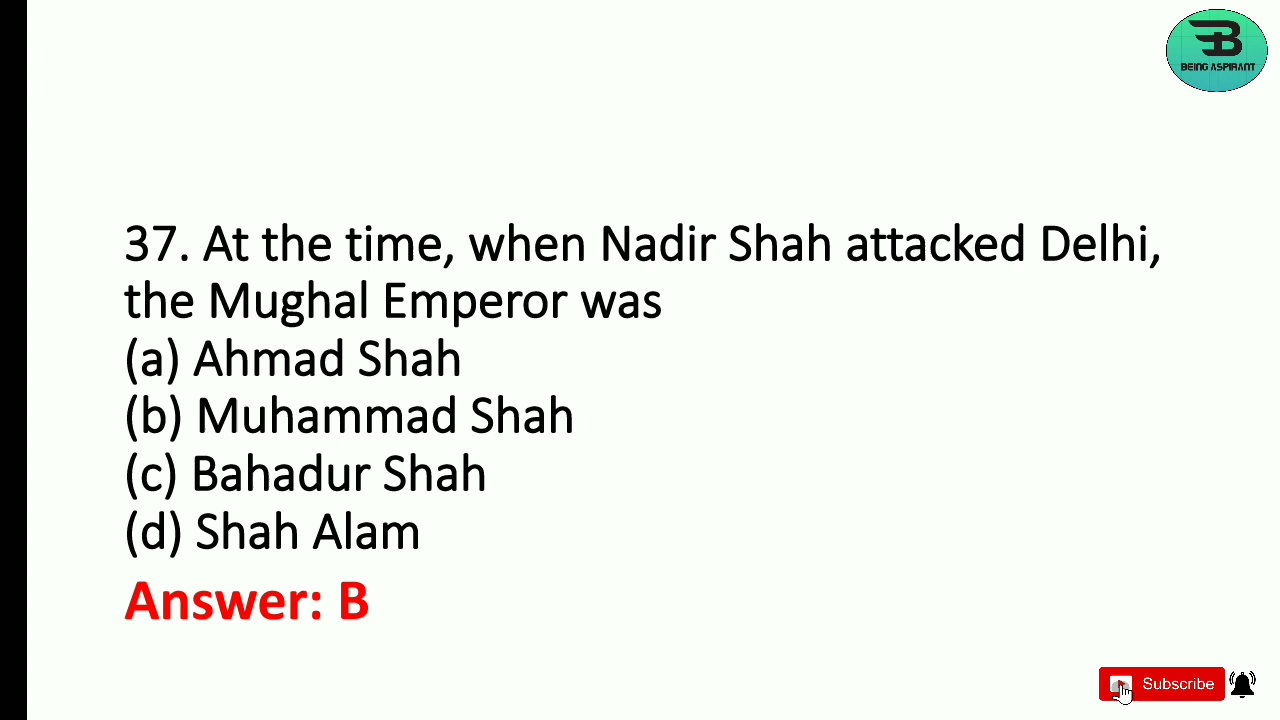 BEING ASPIRANT
37. At the time, when Nadir Shah attacked Delhi,
the Mughal Emperor was
(a) Ahmad Shah
(b) Muhammad Shah
(c) Bahadur Shah
(d) Shah Alam
Answer: B
Subscribe